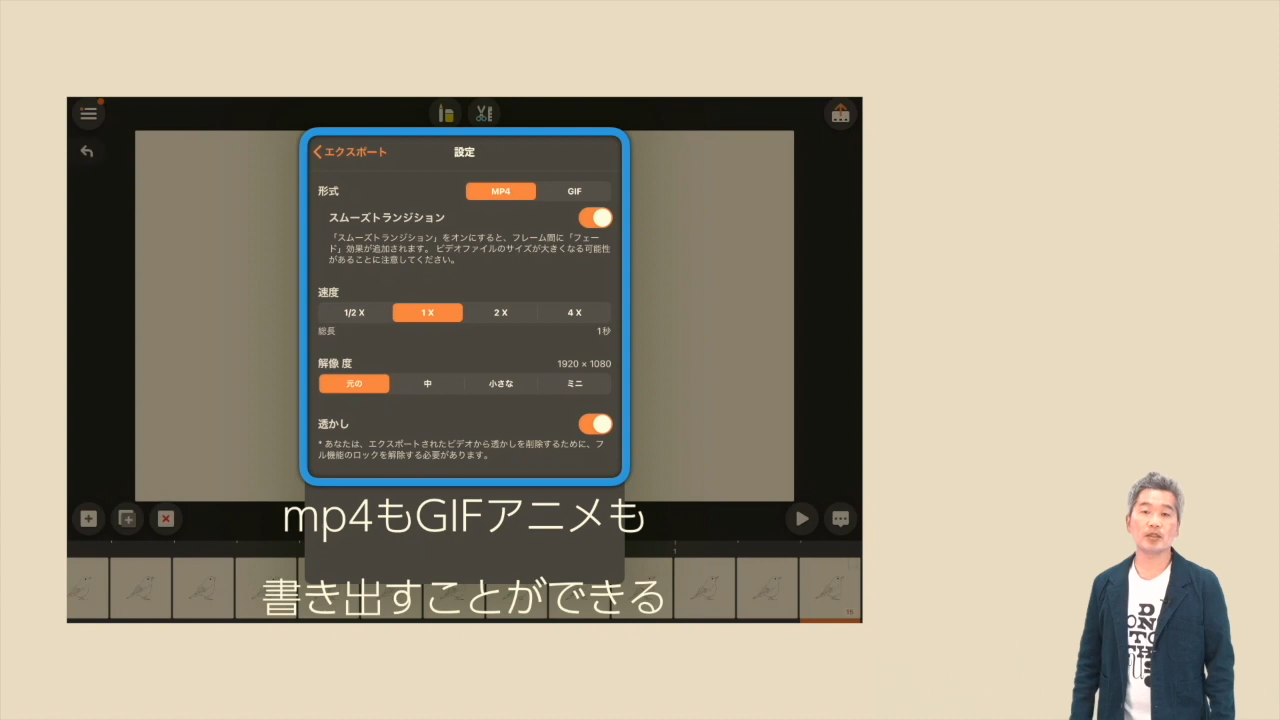 エクスポート 設定
形式 MP4 GIF
スムーズトランジション
「スムーズトランジション」をオンにすると、フレーム間に「フェー
ド」効果が追加されます。 ビデオファイルのサイズが大きくなる可能性
があることに注意してください。
速度
1/2 X 1 X 2 X 4 X
総長 1 秒
解像 度 1920 × 1080
元の 中 小さな ミニ
透かし
* あなたは、エクスポートされたビデオから透かしを削除するために、フ
ル機能のロックを解除する必要があります。
mp4もGIFアニメも
1
書き出すことができる
16